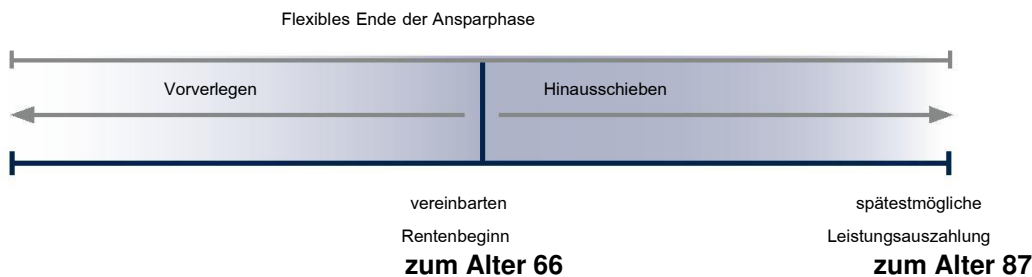 Flexibles Ende der Ansparphase
Vorverlegen
Hinausschieben
vereinbarten
Rentenbeginn
zum Alter 66
spätestmögliche
Leistungsauszahlung
zum Alter 87